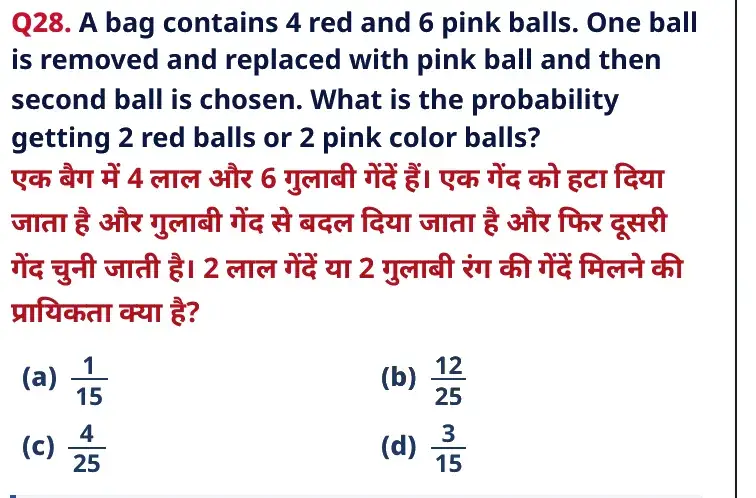 Q28. A bag contains 4 red and 6 pink balls. One ball
is removed and replaced with pink ball and then
second ball is chosen. What is the probability
getting 2 red balls or 2 pink color balls?
एक बैग में 4 लाल और 6 गुलाबी गेंदें हैं। एक गेंद को हटा दिया
जाता है और गुलाबी गेंद से बदल दिया जाता है और फिर दूसरी
गेंद चुनी जाती है। 2 लाल गेंदें या 2 गुलाबी रंग की गेंदें मिलने की
प्रायिकता क्या है?
(a) 1/15 (b) 12/25
(c) 4/25 (d) 3/15